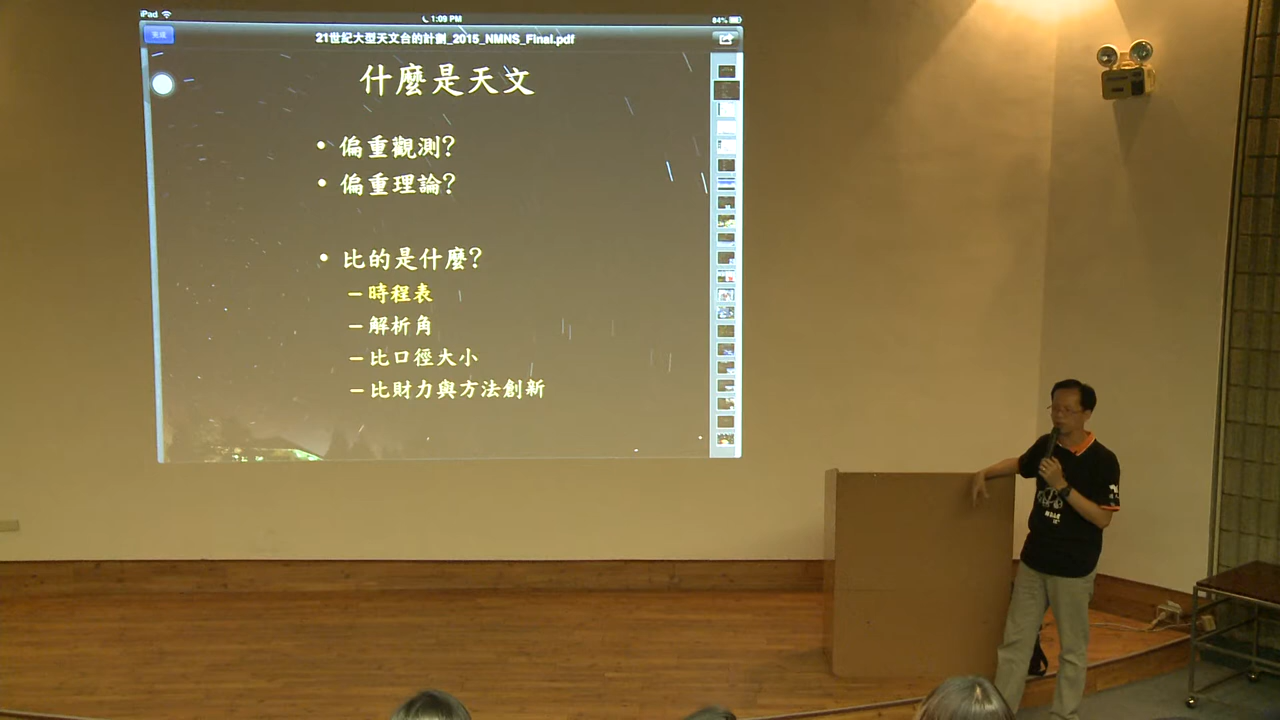 iPad 1:09 PM 84%
完成 21世紀大型天文台的計劃_2015_NMNS_Final.pdf
什麼是天文
• 偏重觀測?
• 偏重理論?
• 比的是什麼?
– 時程表
– 解析角
– 比口徑大小
– 比財力與方法創新